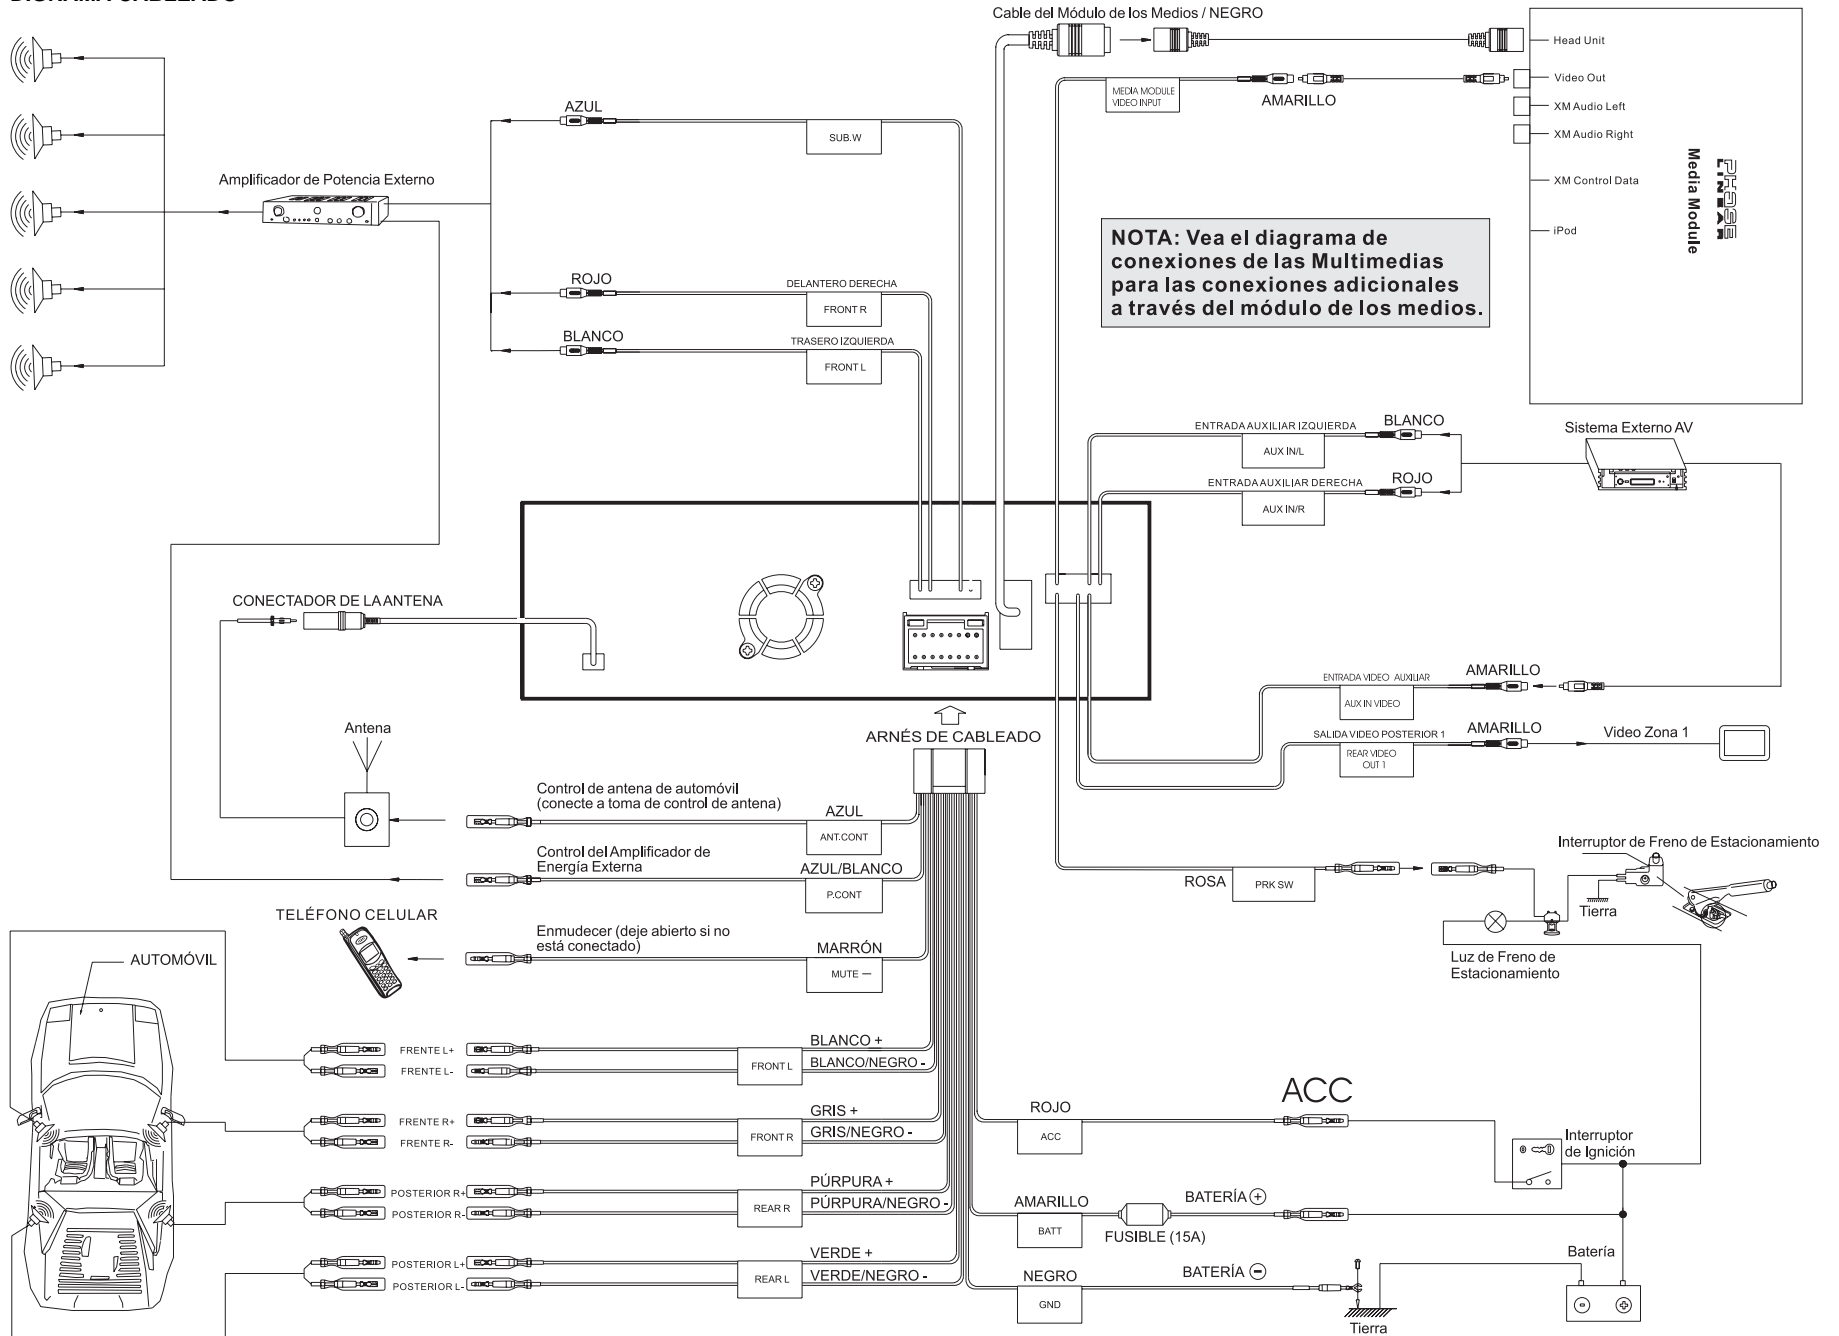 DIGRAMA CABLEADO
Cable del Módulo de los Medios / NEGRO
Head Unit
Video Out
XM Audio Left
XM Audio Right
XM Control Data
iPod
PHASE
LINEAR
Media Module
MEDIA MODULE
VIDEO INPUT
AMARILLO
AZUL
SUB.W
Amplificador de Potencia Externo
ROJO
DELANTERO DERECHA
FRONT R
BLANCO
TRASERO IZQUIERDA
FRONT L
NOTA: Vea el diagrama de
conexiones de las Multimedias
para las conexiones adicionales
a través del módulo de los medios.
ENTRADA AUXILIAR IZQUIERDA
BLANCO
AUX IN/L
ENTRADA AUXILIAR DERECHA
ROJO
AUX IN/R
Sistema Externo AV
CONECTADOR DE LA ANTENA
Antena
ENTRADA VIDEO AUXILIAR
AMARILLO
AUX IN VIDEO
SALIDA VIDEO POSTERIOR 1
AMARILLO
REAR VIDEO
OUT 1
Video Zona 1
ARNÉS DE CABLEADO
Control de antena de automóvil
(conecte a toma de control de antena)
AZUL
ANT.CONT
Control del Amplificador de
Energía Externa
AZUL/BLANCO
P.CONT
ROSA
PRK SW
Interruptor de Freno de Estacionamiento
Tierra
Luz de Freno de
Estacionamiento
TELÉFONO CELULAR
Enmudecer (deje abierto si no
está conectado)
MARRÓN
MUTE —
AUTOMÓVIL
FRENTE L+
FRENTE L-
FRONT L
BLANCO +
BLANCO/NEGRO -
FRENTE R+
FRENTE R-
FRONT R
GRIS +
GRIS/NEGRO -
POSTERIOR R+
POSTERIOR R-
REAR R
PÚRPURA +
PÚRPURA/NEGRO -
POSTERIOR L+
POSTERIOR L-
REAR L
VERDE +
VERDE/NEGRO -
ROJO
ACC
ACC
Interruptor
de Ignición
AMARILLO
BATT
FUSIBLE (15A)
BATERÍA +
NEGRO
GND
BATERÍA -
Tierra
Batería
- +